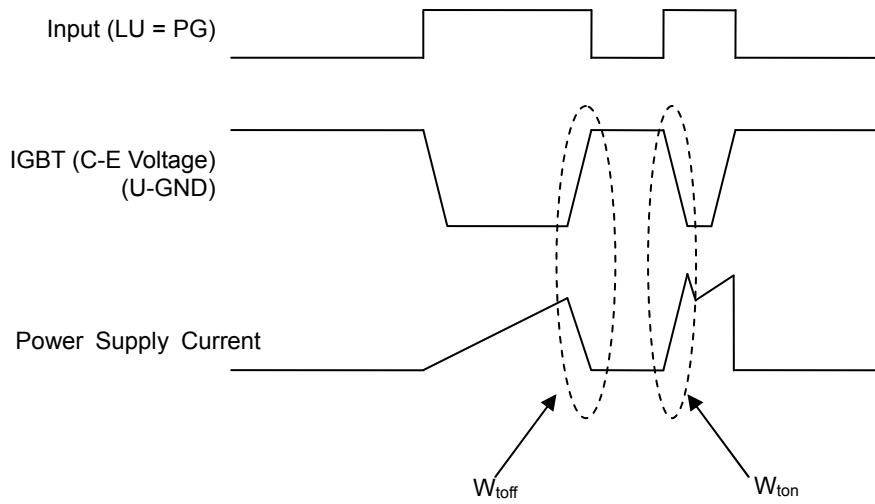 Input (LU = PG)
IGBT (C-E Voltage)
(U-GND)
Power Supply Current
Wtoff
Wton